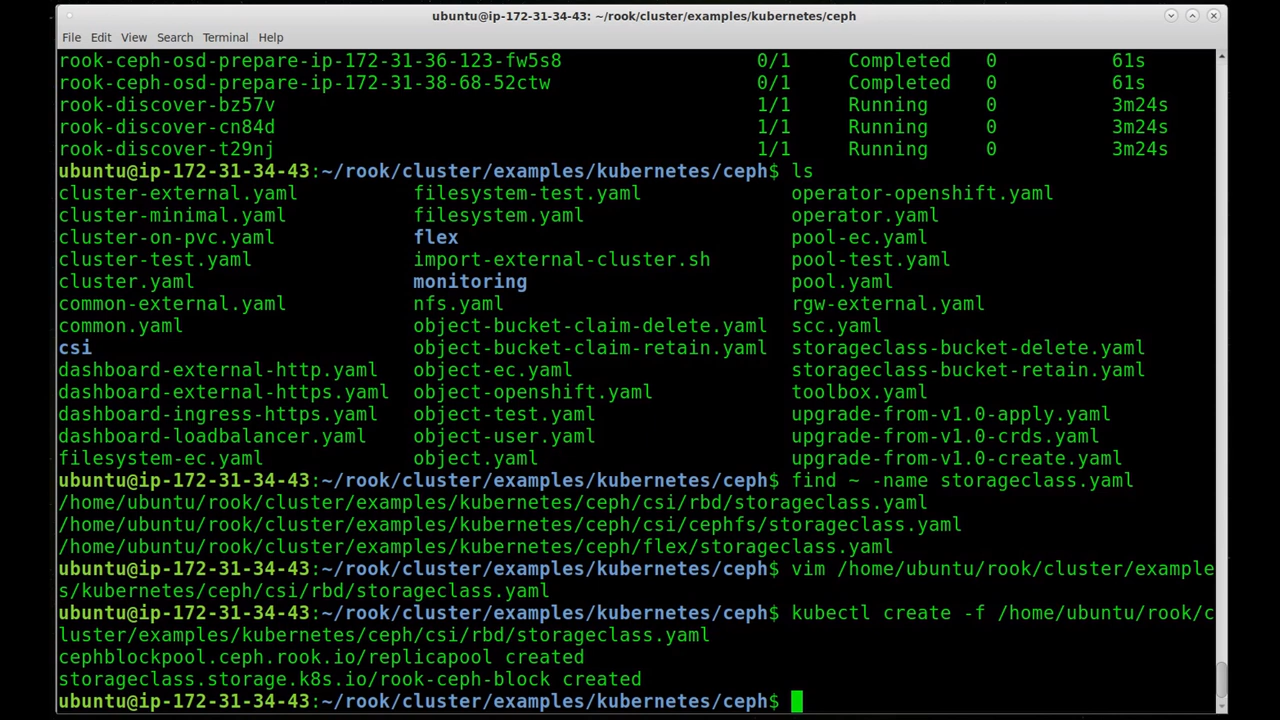 ubuntu@ip-172-31-34-43: ~/rook/cluster/examples/kubernetes/ceph
File Edit View Search Terminal Help
rook-ceph-osd-prepare-ip-172-31-36-123-fw5s8 0/1 Completed 0 61s
rook-ceph-osd-prepare-ip-172-31-38-68-52ctw 0/1 Completed 0 61s
rook-discover-bz57v 1/1 Running 0 3m24s
rook-discover-cn84d 1/1 Running 0 3m24s
rook-discover-t29nj 1/1 Running 0 3m24s
ubuntu@ip-172-31-34-43:~/rook/cluster/examples/kubernetes/ceph$ ls
cluster-external.yaml filesystem-test.yaml operator-openshift.yaml
cluster-minimal.yaml filesystem.yaml operator.yaml
cluster-on-pvc.yaml flex pool-ec.yaml
cluster-test.yaml import-external-cluster.sh pool-test.yaml
cluster.yaml monitoring pool.yaml
common-external.yaml nfs.yaml rgw-external.yaml
common.yaml object-bucket-claim-delete.yaml scc.yaml
csi object-bucket-claim-retain.yaml storageclass-bucket-delete.yaml
dashboard-external-http.yaml object-ec.yaml storageclass-bucket-retain.yaml
dashboard-external-https.yaml object-openshift.yaml toolbox.yaml
dashboard-ingress-https.yaml object-test.yaml upgrade-from-v1.0-apply.yaml
dashboard-loadbalancer.yaml object-user.yaml upgrade-from-v1.0-crds.yaml
filesystem-ec.yaml object.yaml upgrade-from-v1.0-create.yaml
ubuntu@ip-172-31-34-43:~/rook/cluster/examples/kubernetes/ceph$ find ~ -name storageclass.yaml
/home/ubuntu/rook/cluster/examples/kubernetes/ceph/csi/rbd/storageclass.yaml
/home/ubuntu/rook/cluster/examples/kubernetes/ceph/csi/cephfs/storageclass.yaml
/home/ubuntu/rook/cluster/examples/kubernetes/ceph/flex/storageclass.yaml
ubuntu@ip-172-31-34-43:~/rook/cluster/examples/kubernetes/ceph$ vim /home/ubuntu/rook/cluster/example
s/kubernetes/ceph/csi/rbd/storageclass.yaml
ubuntu@ip-172-31-34-43:~/rook/cluster/examples/kubernetes/ceph$ kubectl create -f /home/ubuntu/rook/c
luster/examples/kubernetes/ceph/csi/rbd/storageclass.yaml
cephblockpool.ceph.rook.io/replicapool created
storageclass.storage.k8s.io/rook-ceph-block created
ubuntu@ip-172-31-34-43:~/rook/cluster/examples/kubernetes/ceph$